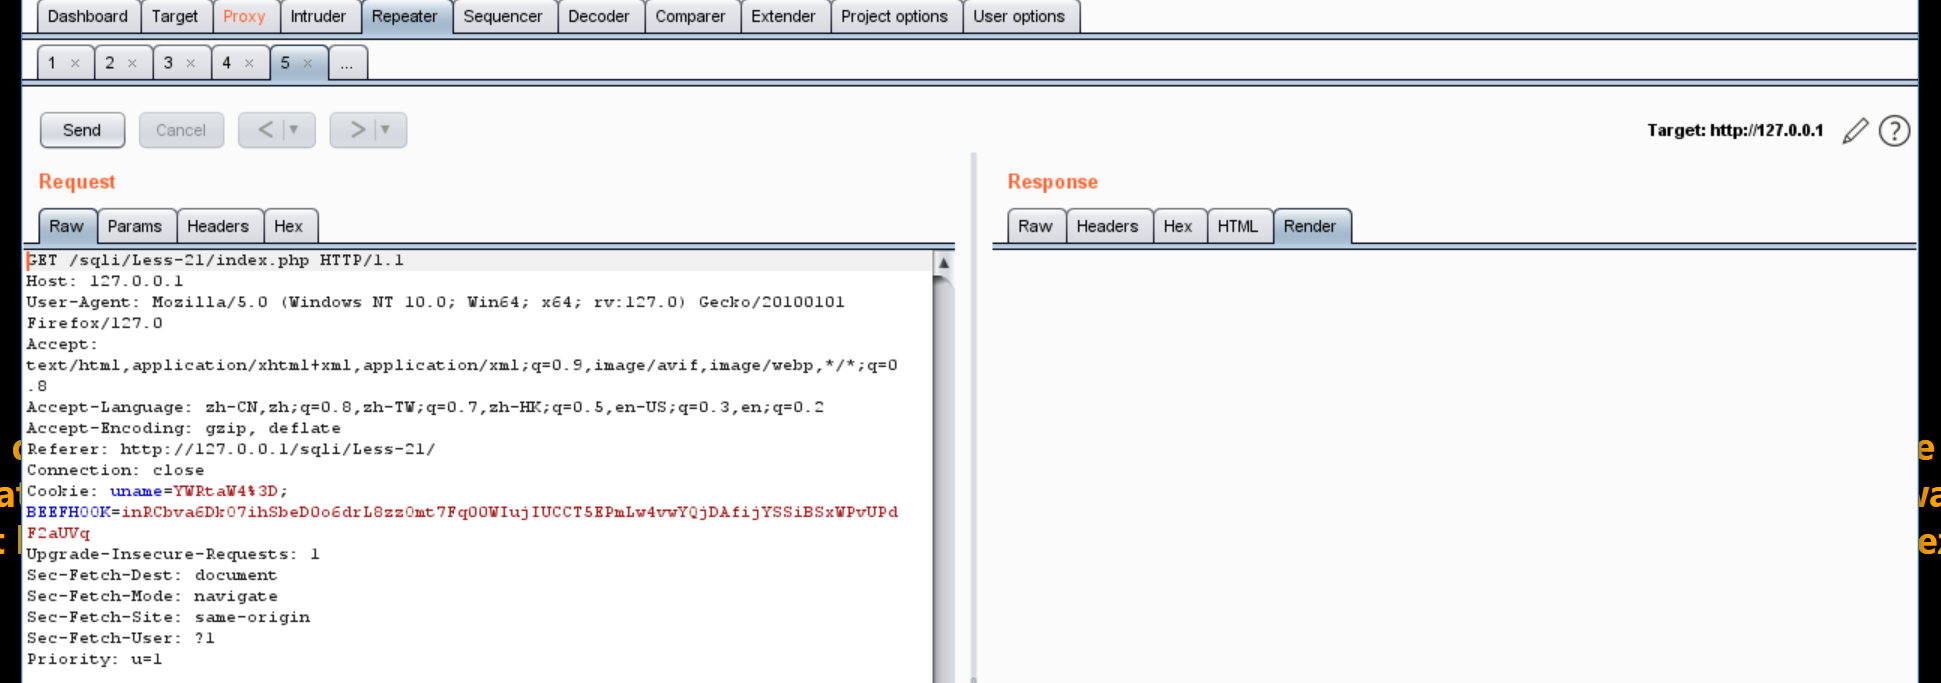 Dashboard Target Proxy Intruder Repeater Sequencer Decoder Comparer Extender Project options User options
1 × 2 × 3 × 4 × 5 × ...
Send Cancel < ▼ > ▼ Target: http://127.0.0.1 ?
Request
Raw Params Headers Hex
GET /sqli/Less-21/index.php HTTP/1.1
Host: 127.0.0.1
User-Agent: Mozilla/5.0 (Windows NT 10.0; Win64; x64; rv:127.0) Gecko/20100101
Firefox/127.0
Accept:
text/html,application/xhtml+xml,application/xml;q=0.9,image/avif,image/webp,*/*;q=0
.8
Accept-Language: zh-CN,zh;q=0.8,zh-TW;q=0.7,zh-HK;q=0.5,en-US;q=0.3,en;q=0.2
Accept-Encoding: gzip, deflate
Referer: http://127.0.0.1/sqli/Less-21/
Connection: close
Cookie: uname=YWRtaW4%3D;
BEEFHOOK=inRCbva6Dk07ihSbeD0o6drL8zz0mt7Fq00WIujIUCCT5EPmLw4vwYQjDAfijYSSiBSxWPvUPd
F2aUVq
Upgrade-Insecure-Requests: 1
Sec-Fetch-Dest: document
Sec-Fetch-Mode: navigate
Sec-Fetch-Site: same-origin
Sec-Fetch-User: ?1
Priority: u=1
Response
Raw Headers Hex HTML Render